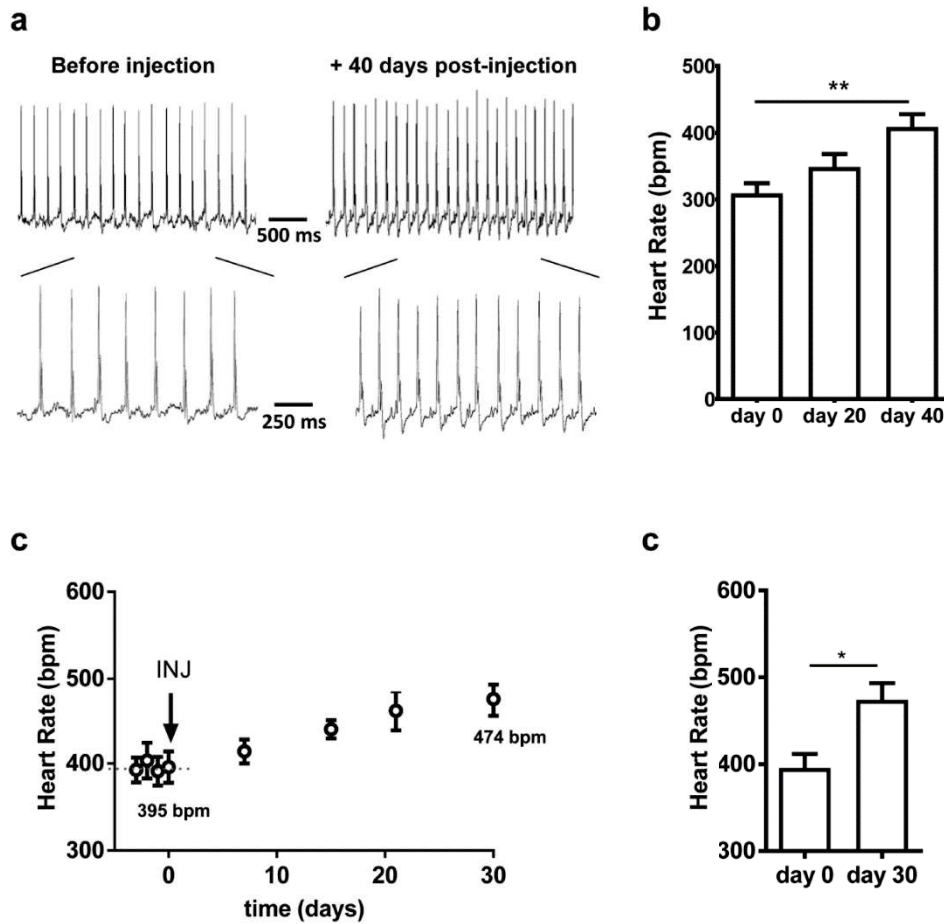 a
Before injection
+ 40 days post-injection
500 ms
250 ms
b
Heart Rate (bpm)
500
400
300
200
100
0
**
day 0 day 20 day 40
c
Heart Rate (bpm)
600
500
400
300
INJ
395 bpm
474 bpm
0 10 20 30
time (days)
c
Heart Rate (bpm)
600
500
400
300
*
day 0 day 30